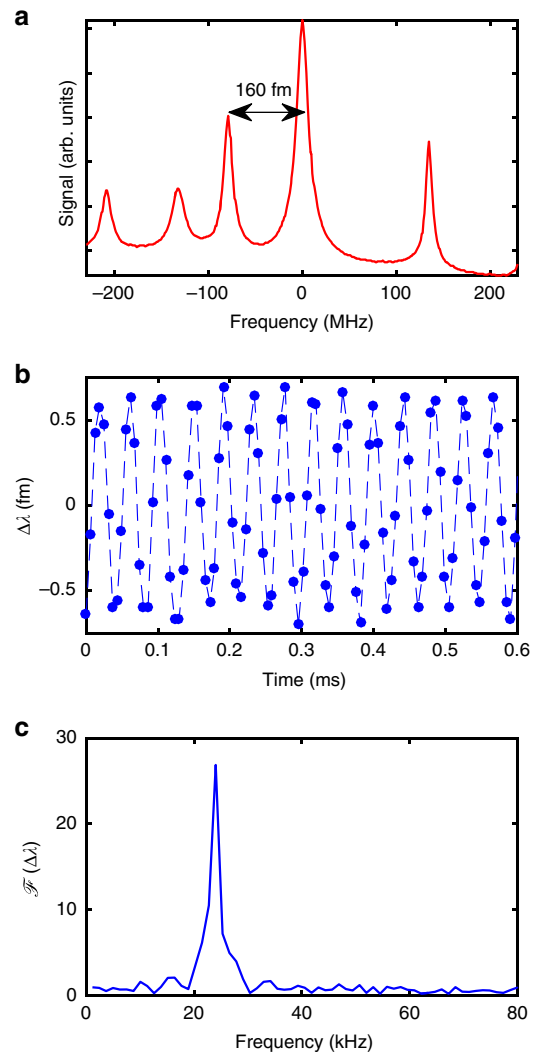 a
160 fm
Signal (arb. units)
−200
−100
0
100
200
Frequency (MHz)
b
0.5
0
−0.5
Δλ (fm)
0
0.1
0.2
0.3
0.4
0.5
0.6
Time (ms)
c
30
20
10
0
ℱ (Δλ)
0
20
40
60
80
Frequency (kHz)